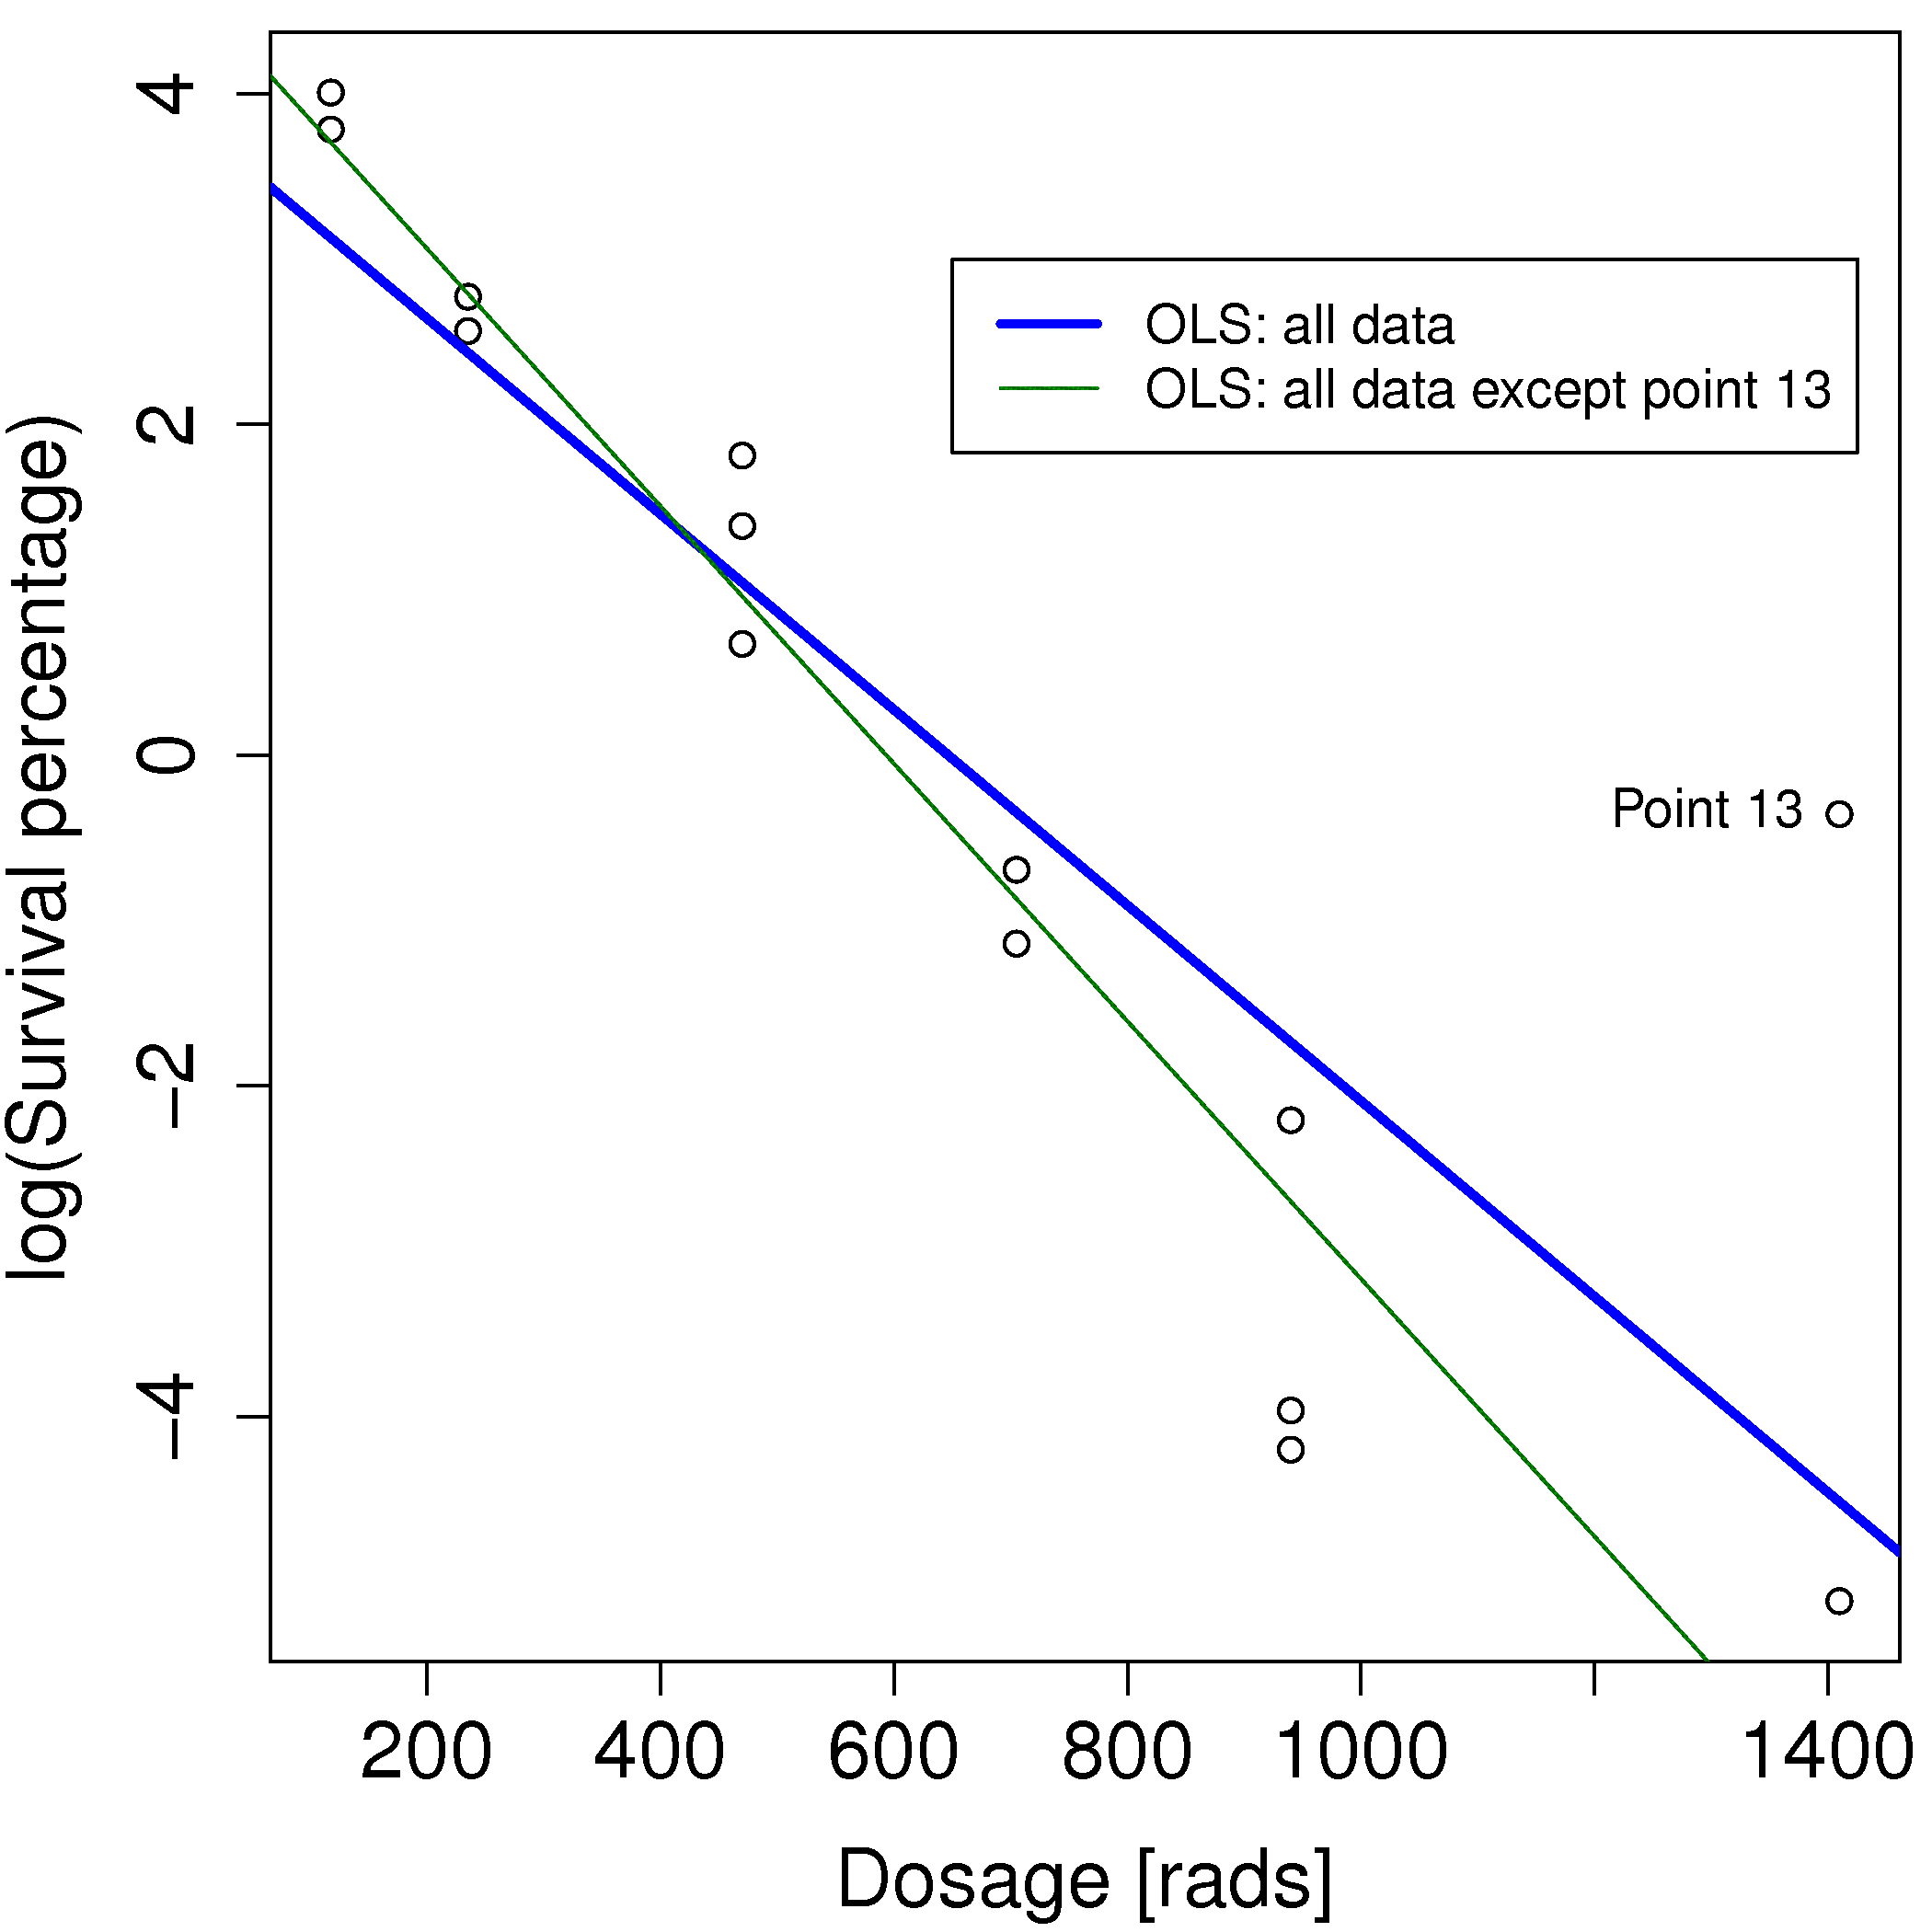 log(Survival percentage)
4
2
0
−2
−4
OLS: all data
OLS: all data except point 13
Point 13
200 400 600 800 1000 1400
Dosage [rads]